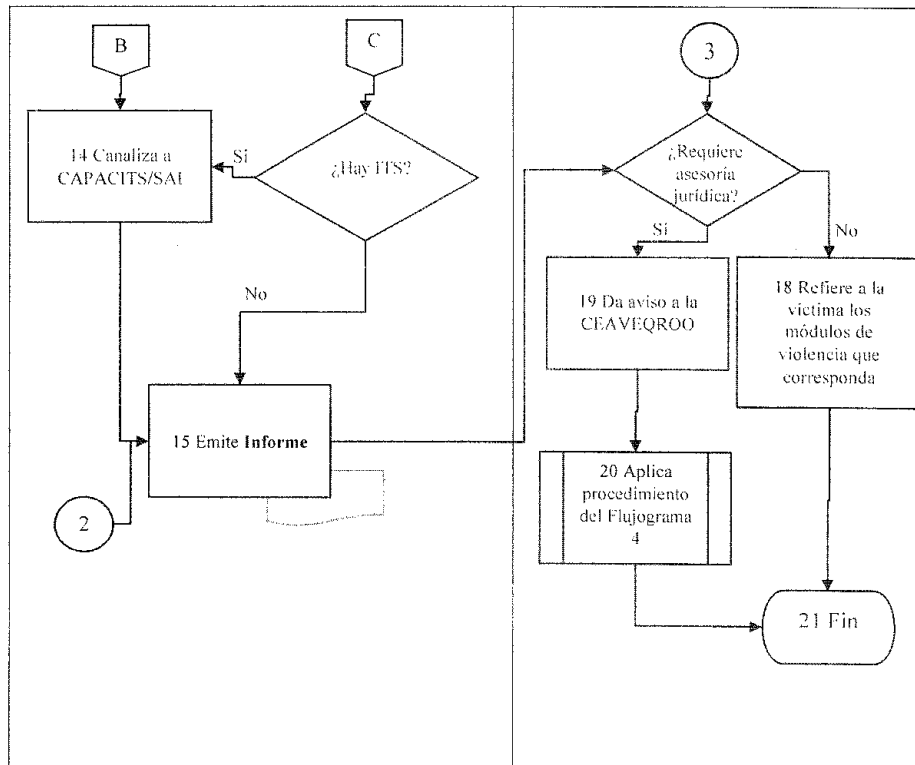 B
C
14 Canaliza a
CAPACITS/SAI
Si
¿Hay ITS?
No
15 Emite Informe
2
3
¿Requiere
asesoría
jurídica?
Si
No
19 Da aviso a la
CEAVEQROO
18 Refiere a la
víctima los
módulos de
violencia que
corresponda
20 Aplica
procedimiento
del Flujograma
4
21 Fin